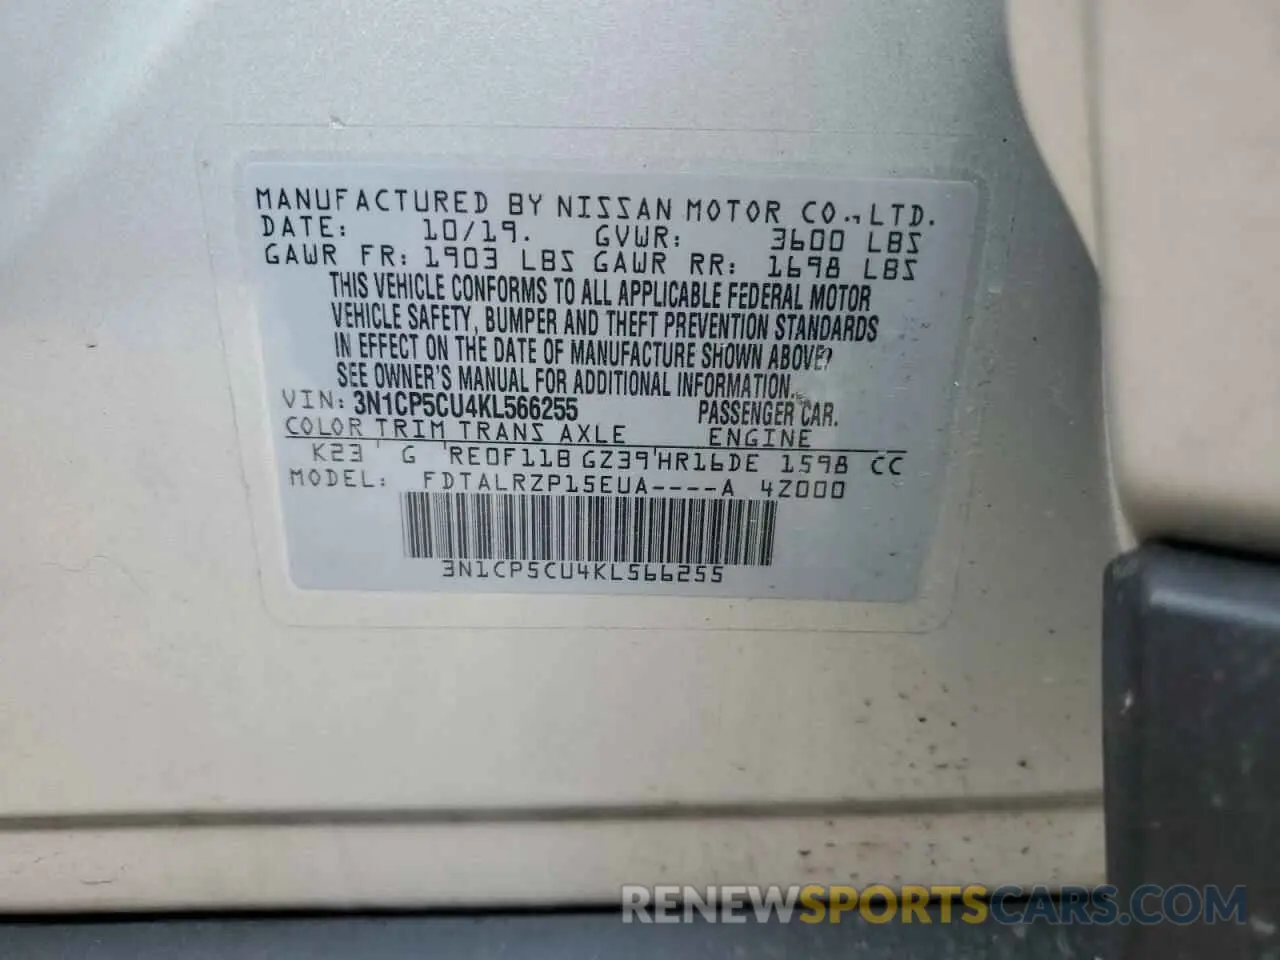 MANUFACTURED BY NISSAN MOTOR CO., LTD.
DATE: 10/19. GVWR: 3600 LBS
GAWR FR: 1903 LBS GAWR RR: 1698 LBS
THIS VEHICLE CONFORMS TO ALL APPLICABLE FEDERAL MOTOR
VEHICLE SAFETY, BUMPER AND THEFT PREVENTION STANDARDS
IN EFFECT ON THE DATE OF MANUFACTURE SHOWN ABOVE.
SEE OWNER'S MANUAL FOR ADDITIONAL INFORMATION.
VIN: 3N1CP5CU4KL566255 PASSENGER CAR.
COLOR TRIM TRANS AXLE ENGINE
K23 G RE0F11B GZ39 HR16DE 1598 CC
MODEL: FDTALRZP15EUA----A 4Z000
3N1CP5CU4KL566255
RENEWSPORTSCARS.COM